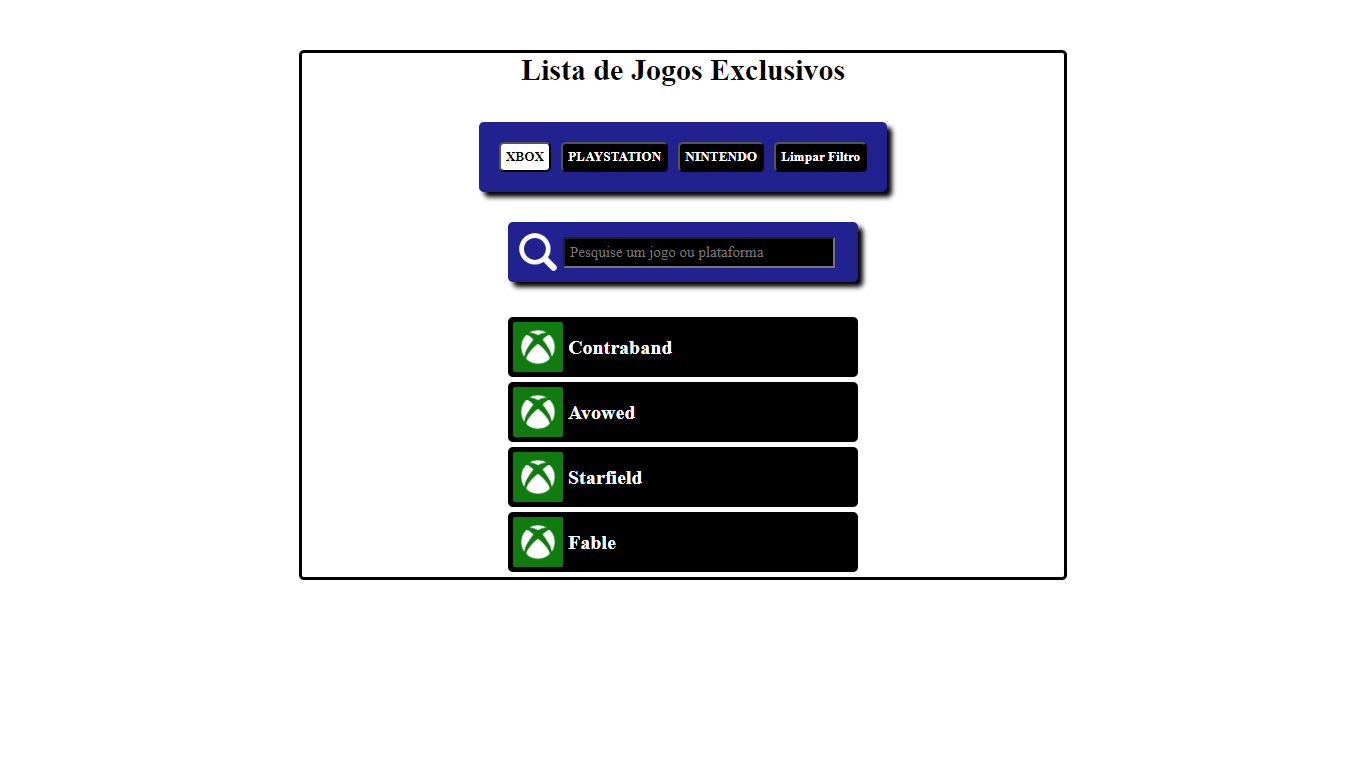 Lista de Jogos Exclusivos
XBOX PLAYSTATION NINTENDO Limpar Filtro
Pesquise um jogo ou plataforma
Contraband
Avowed
Starfield
Fable